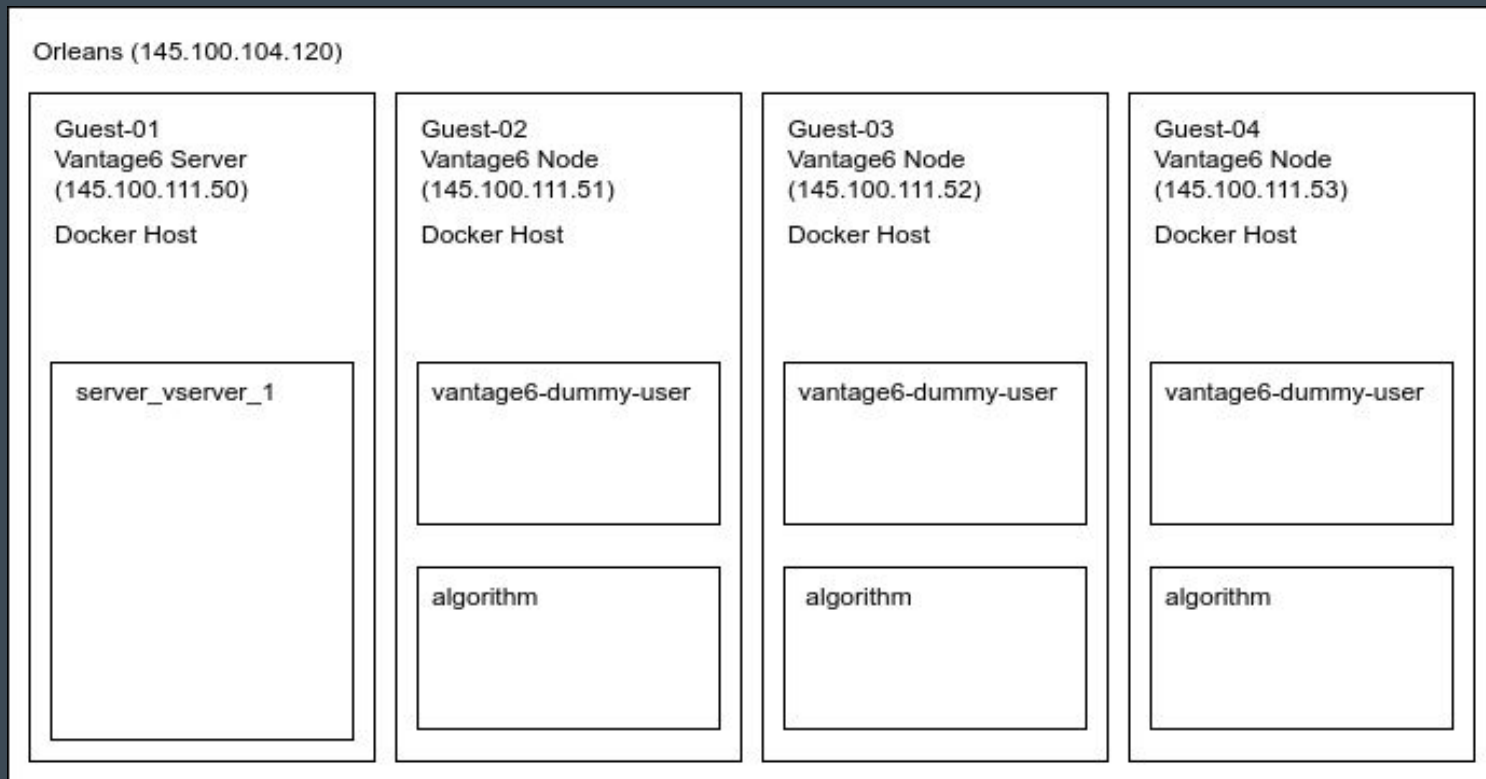 Orleans (145.100.104.120)
Guest-01
Vantage6 Server
(145.100.111.50)
Docker Host
server_vserver_1
Guest-02
Vantage6 Node
(145.100.111.51)
Docker Host
vantage6-dummy-user
algorithm
Guest-03
Vantage6 Node
(145.100.111.52)
Docker Host
vantage6-dummy-user
algorithm
Guest-04
Vantage6 Node
(145.100.111.53)
Docker Host
vantage6-dummy-user
algorithm